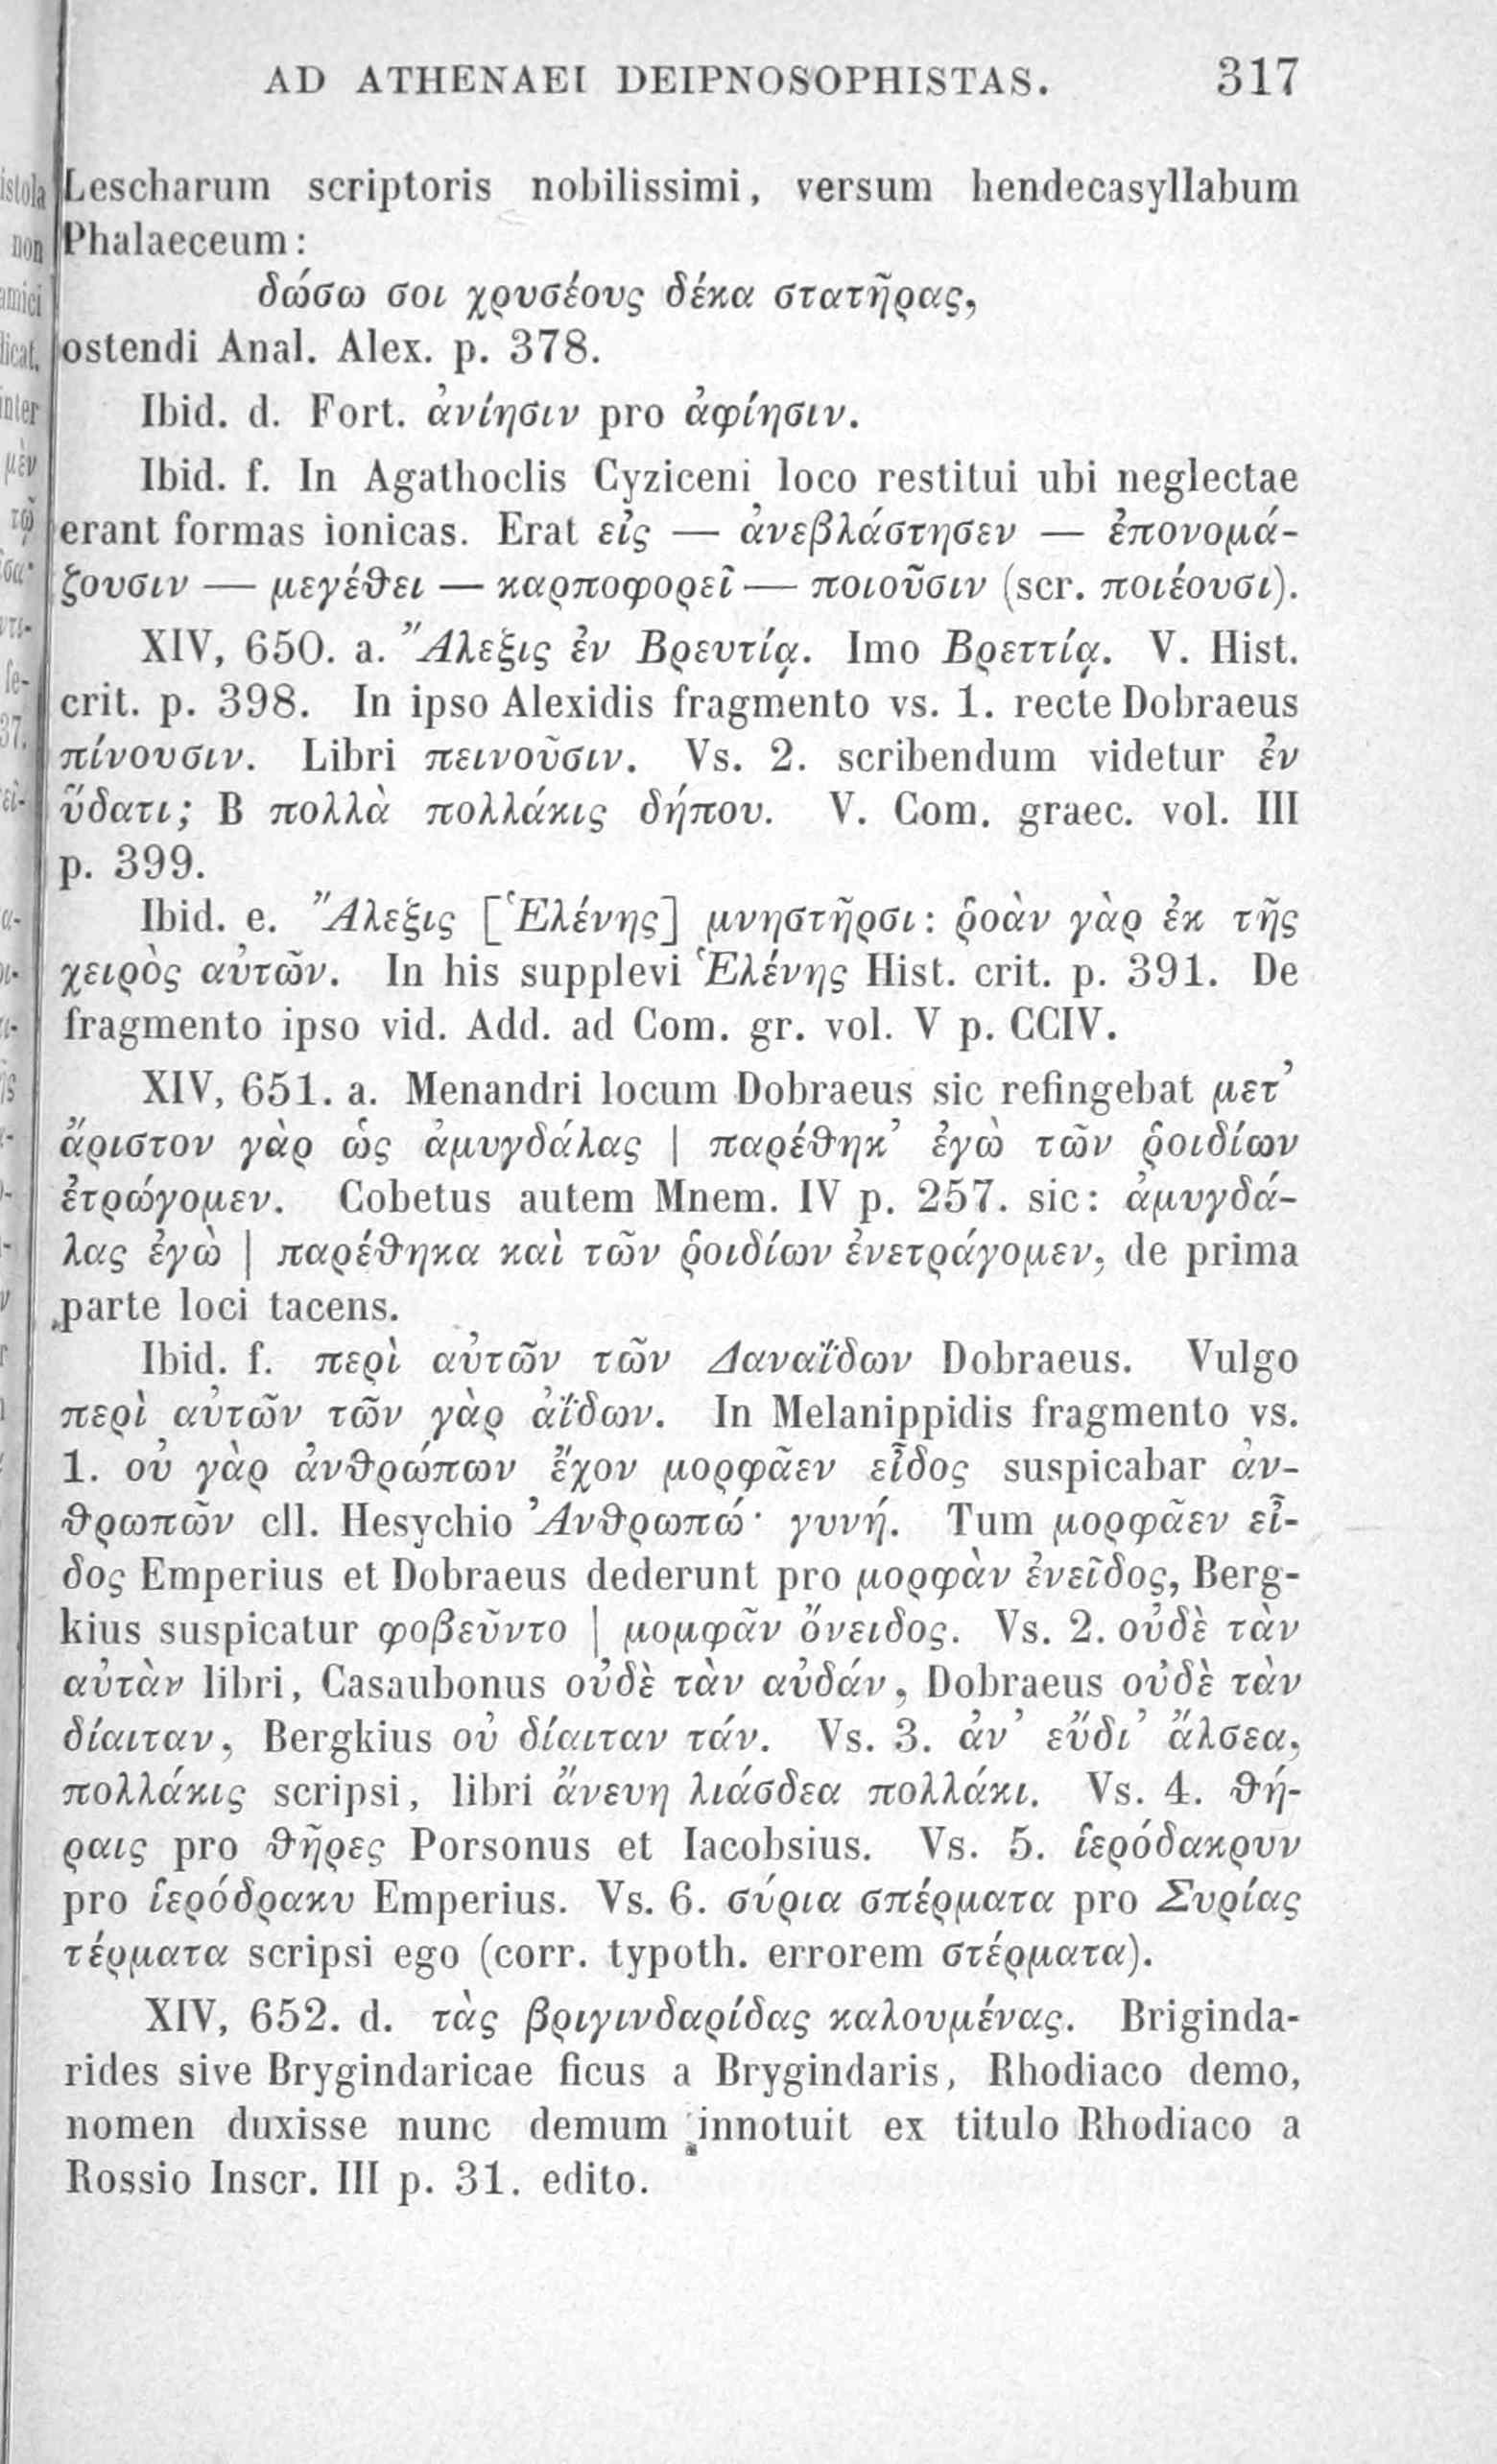 AD ATHENAEI DEIPNOSOPHISTAS. 317
Lescharum scriptoris nobilissimi, versum hendecasyllabum
Phalaeceum:
δώσω σοι χρυσέους δέκα στατῆρας,
ostendi Anal. Alex. p. 378.
Ibid. d. Fort. ἀνίησιν pro ἀφίησιν.
Ibid. f. In Agathoclis Cyziceni loco restitui ubi neglectae
erant formas ionicas. Erat εἰς — ἀνεβλάστησεν — ἐπονομά-
ζουσιν — μεγέθει — καρποφορεῖ — ποιοῦσιν (scr. ποιέουσι).
XIV, 650. a. Ἄλεξις ἐν Βρευτίᾳ. Imo Βρεττίᾳ. V. Hist.
crit. p. 398. In ipso Alexidis fragmento vs. 1. recte Dobraeus
πίνουσιν. Libri πεινοῦσιν. Vs. 2. scribendum videtur ἐν
ὕδατι; B πολλὰ πολλάκις δήπου. V. Com. graec. vol. III
p. 399.
Ibid. e. Ἄλεξις [Ἑλένης] μνηστῆρσι: ῥοὰν γὰρ ἐκ τῆς
χειρὸς αὐτῶν. In his supplevi Ἑλένης Hist. crit. p. 391. De
fragmento ipso vid. Add. ad Com. gr. vol. V p. CCIV.
XIV, 651. a. Menandri locum Dobraeus sic refingebat μετ’
ἄριστον γὰρ ὡς ἀμυγδάλας | παρέθηκ’ ἐγὼ τῶν ῥοιδίων
ἐτρώγομεν. Cobetus autem Mnem. IV p. 257. sic: ἀμυγδά-
λας ἐγὼ | παρέθηκα καὶ τῶν ῥοιδίων ἐνετράγομεν, de prima
parte loci tacens.
Ibid. f. περὶ αὐτῶν τῶν Δαναΐδων Dobraeus. Vulgo
περὶ αὐτῶν τῶν γὰρ ἀΐδων. In Melanippidis fragmento vs.
1. οὐ γὰρ ἀνθρώπων ἔχον μορφᾶεν εἶδος suspicabar ἀν-
θρωπῶν cll. Hesychio Ἀνθρωπώ· γυνή. Tum μορφᾶεν εἶ-
δος Emperius et Dobraeus dederunt pro μορφὰν ἐνεῖδος, Berg-
kius suspicatur φοβεῦντο | μομφᾶν ὄνειδος. Vs. 2. οὐδὲ τὰν
αὐτὰν libri, Casaubonus οὐδὲ τὰν αὐδάν, Dobraeus οὐδὲ τὰν
δίαιταν, Bergkius οὐ δίαιταν τάν. Vs. 3. ἀν’ εὔδι’ ἄλσεα,
πολλάκις scripsi, libri ἄνευη λιάσδεα πολλάκι. Vs. 4. θή-
ραις pro θῆρες Porsonus et Iacobsius. Vs. 5. ἱερόδακρυν
pro ἱερόδρακυ Emperius. Vs. 6. σύρια σπέρματα pro Συρίας
τέρματα scripsi ego (corr. typoth. errorem στέρματα).
XIV, 652. d. τὰς βριγινδαρίδας καλουμένας. Briginda-
rides sive Brygindaricae ficus a Brygindaris, Rhodiaco demo,
nomen duxisse nunc demum innotuit ex titulo Rhodiaco a
Rossio Inscr. III p. 31. edito.